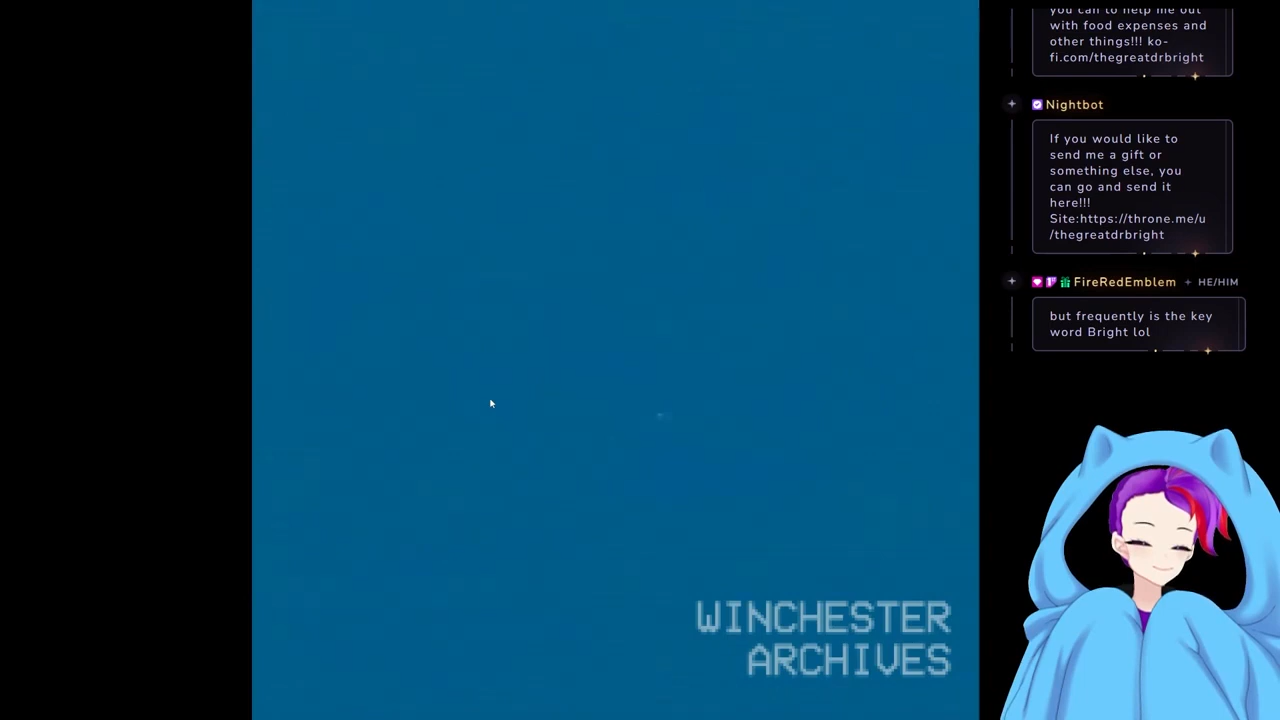 WINCHESTER
ARCHIVES
you can to help me out
with food expenses and
other things!!! ko-
fi.com/thegreatdrbright
Nightbot
If you would like to
send me a gift or
something else, you
can go and send it
here!!!
Site:https://throne.me/u
/thegreatdrbright
FireRedEmblem HE/HIM
but frequently is the key
word Bright lol